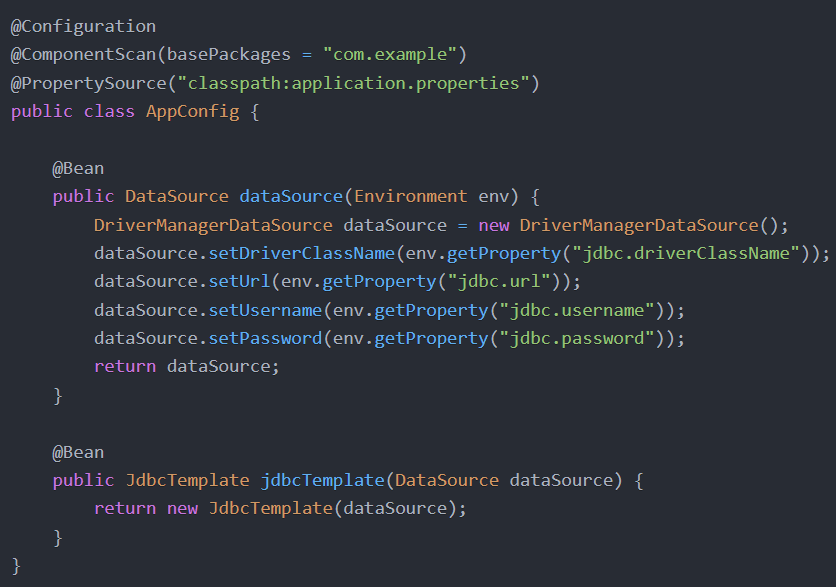 @Configuration
@ComponentScan(basePackages = "com.example")
@PropertySource("classpath:application.properties")
public class AppConfig {

    @Bean
    public DataSource dataSource(Environment env) {
        DriverManagerDataSource dataSource = new DriverManagerDataSource();
        dataSource.setDriverClassName(env.getProperty("jdbc.driverClassName"));
        dataSource.setUrl(env.getProperty("jdbc.url"));
        dataSource.setUsername(env.getProperty("jdbc.username"));
        dataSource.setPassword(env.getProperty("jdbc.password"));
        return dataSource;
    }

    @Bean
    public JdbcTemplate jdbcTemplate(DataSource dataSource) {
        return new JdbcTemplate(dataSource);
    }
}